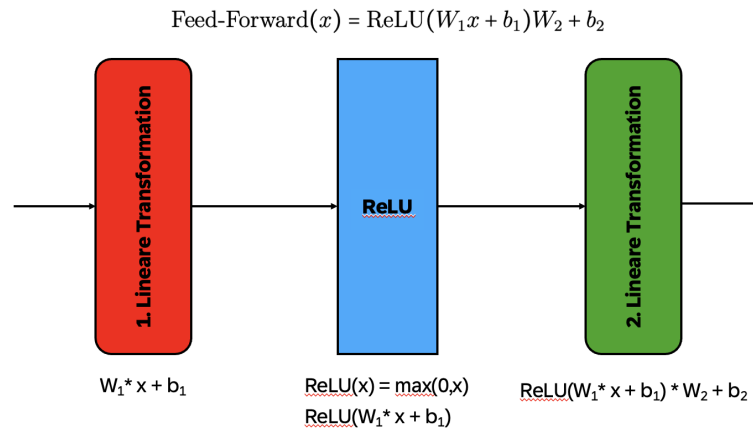 Feed-Forward(x) = ReLU(W₁x + b₁)W₂ + b₂
1. Lineare Transformation
ReLU
2. Lineare Transformation
W₁* x + b₁
ReLU(x) = max(0,x)
ReLU(W₁* x + b₁)
ReLU(W₁* x + b₁) * W₂ + b₂